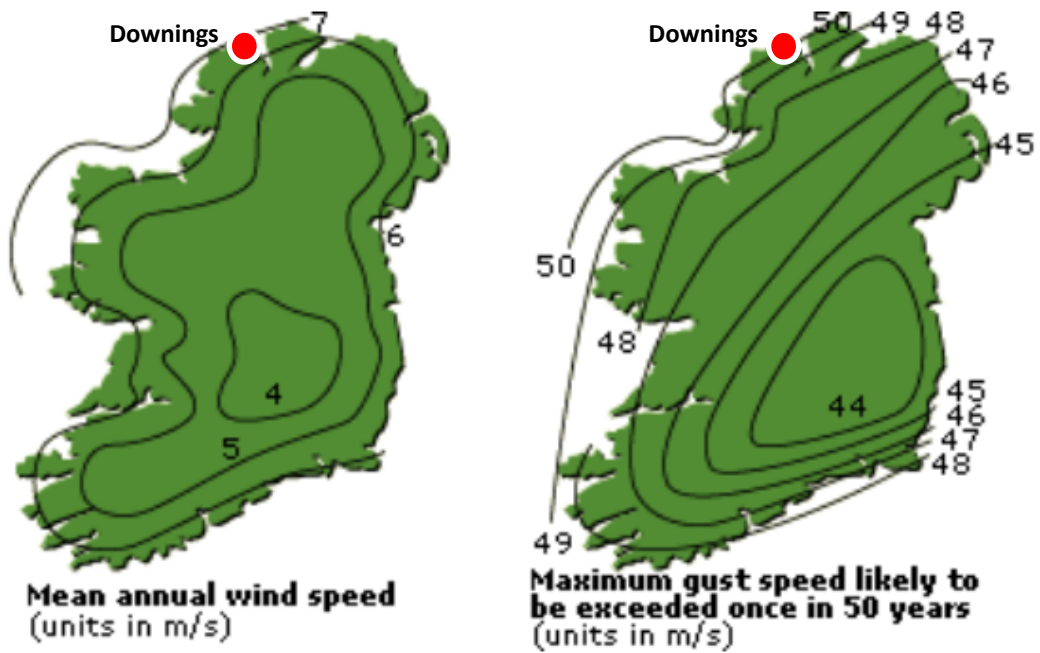 Downings
7
6
4
5
Mean annual wind speed
(units in m/s)
Downings
50 49 48
47
46
45
50
48
44
45
46
47
48
49
Maximum gust speed likely to
be exceeded once in 50 years
(units in m/s)